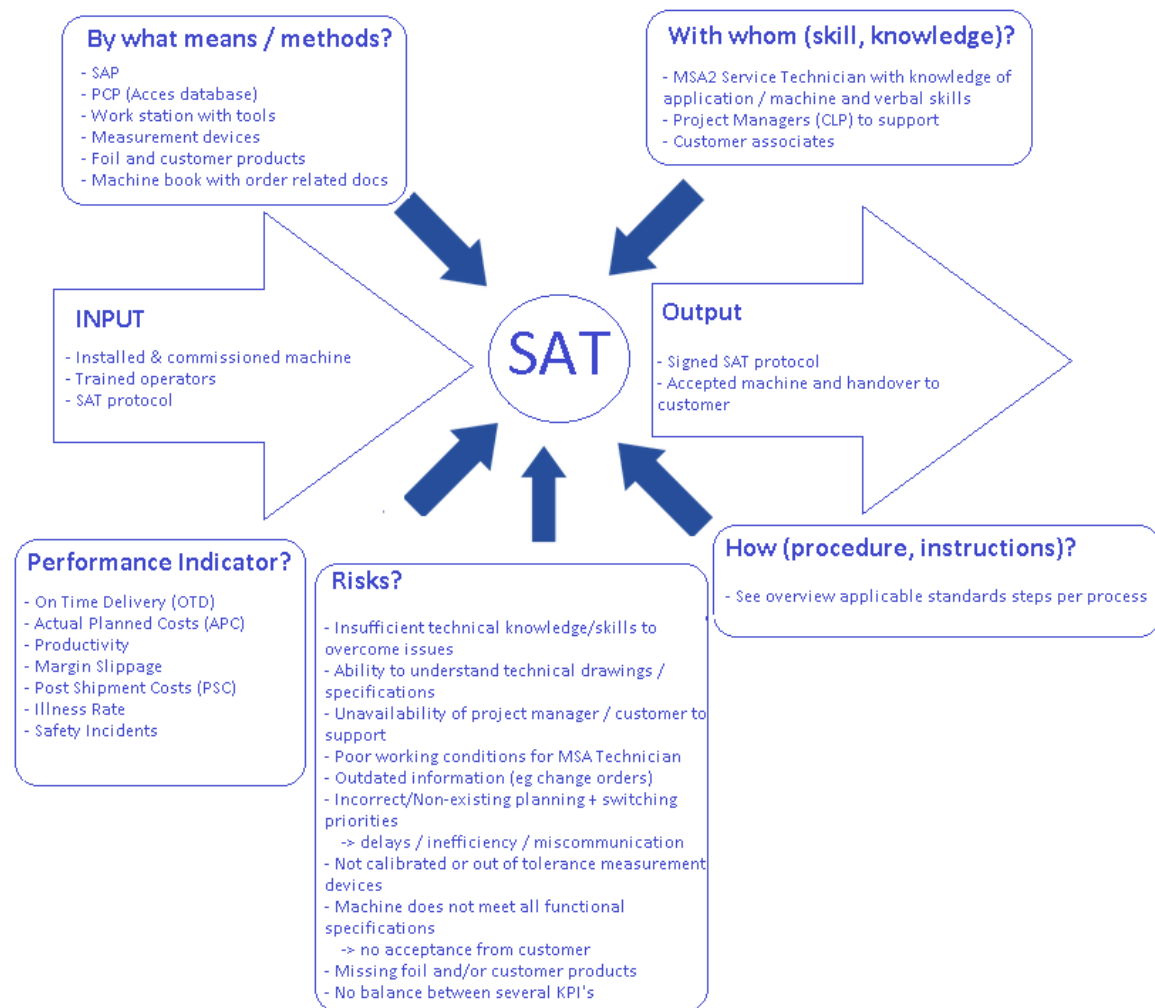 By what means / methods?
- SAP
- PCP (Acces database)
- Work station with tools
- Measurement devices
- Foil and customer products
- Machine book with order related docs
With whom (skill, knowledge)?
- MSA2 Service Technician with knowledge of
application / machine and verbal skills
- Project Managers (CLP) to support
- Customer associates
INPUT
- Installed & commissioned machine
- Trained operators
- SAT protocol
SAT
Output
- Signed SAT protocol
- Accepted machine and handover to
customer
Performance Indicator?
- On Time Delivery (OTD)
- Actual Planned Costs (APC)
- Productivity
- Margin Slippage
- Post Shipment Costs (PSC)
- Illness Rate
- Safety Incidents
Risks?
- Insufficient technical knowledge/skills to
overcome issues
- Ability to understand technical drawings /
specifications
- Unavailability of project manager / customer to
support
- Poor working conditions for MSA Technician
- Outdated information (eg change orders)
- Incorrect/Non-existing planning + switching
priorities
-> delays / inefficiency / miscommunication
- Not calibrated or out of tolerance measurement
devices
- Machine does not meet all functional
specifications
-> no acceptance from customer
- Missing foil and/or customer products
- No balance between several KPI's
How (procedure, instructions)?
- See overview applicable standards steps per process